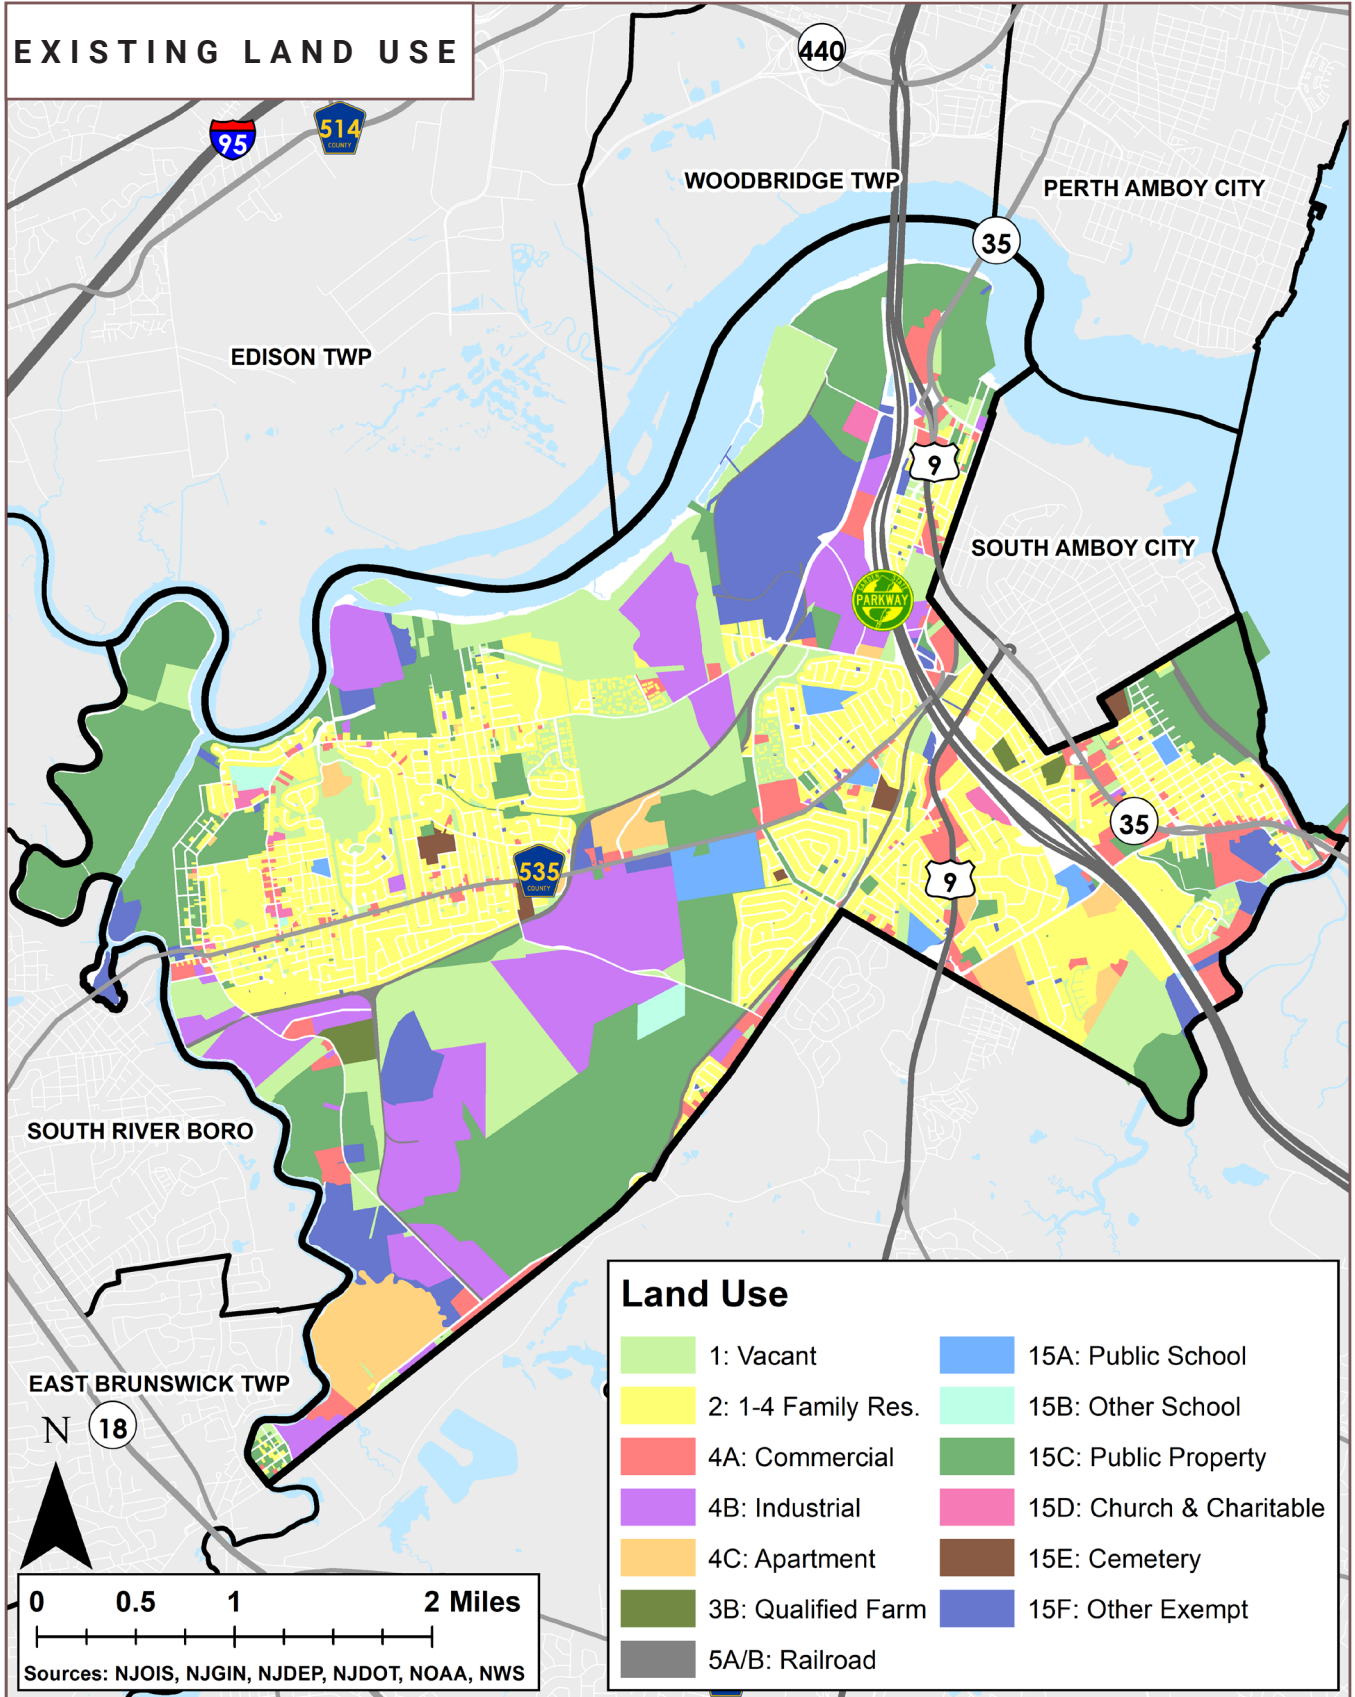 EXISTING LAND USE
440
95
514
COUNTY
WOODBRIDGE TWP
PERTH AMBOY CITY
35
EDISON TWP
9
SOUTH AMBOY CITY
GARDEN STATE
PARKWAY
35
535
COUNTY
9
SOUTH RIVER BORO
EAST BRUNSWICK TWP
N
18
Land Use
1: Vacant
2: 1-4 Family Res.
4A: Commercial
4B: Industrial
4C: Apartment
3B: Qualified Farm
5A/B: Railroad
15A: Public School
15B: Other School
15C: Public Property
15D: Church & Charitable
15E: Cemetery
15F: Other Exempt
0 0.5 1 2 Miles
Sources: NJOIS, NJGIN, NJDEP, NJDOT, NOAA, NWS